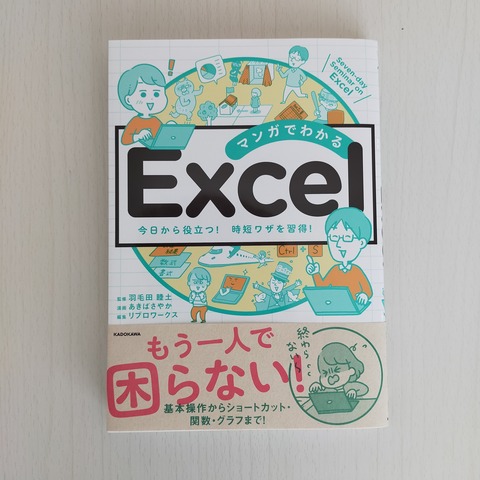 Seven-day
Seminar on
Excel
マンガでわかる
Excel
今日から役立つ! 時短ワザを習得!
Ctrl + S
監修 羽毛田 睦土
漫画 あきばさやか
編集 リブロワークス
KADOKAWA
もう一人で
困らない!
終わら…
ない…
基本操作からショートカット・
関数・グラフまで!